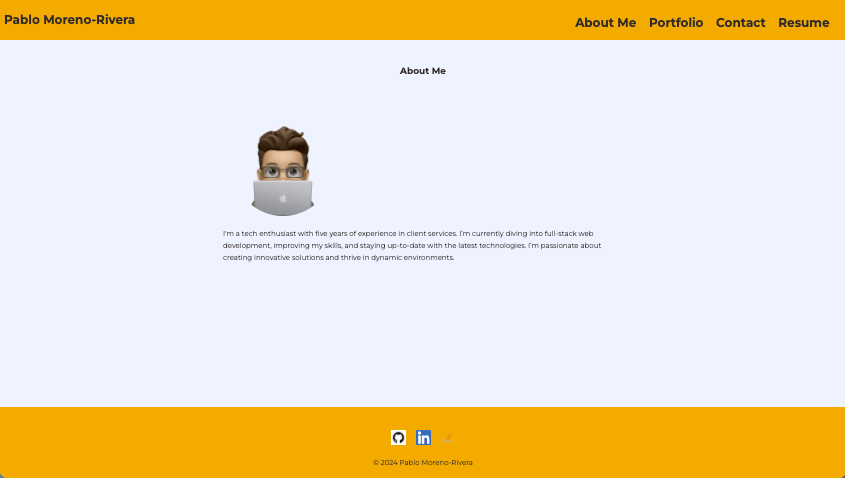 Pablo Moreno-Rivera
About Me Portfolio Contact Resume
About Me
I'm a tech enthusiast with five years of experience in client services. I'm currently diving into full-stack web
development, improving my skills, and staying up-to-date with the latest technologies. I'm passionate about
creating innovative solutions and thrive in dynamic environments.
in
© 2024 Pablo Moreno-Rivera